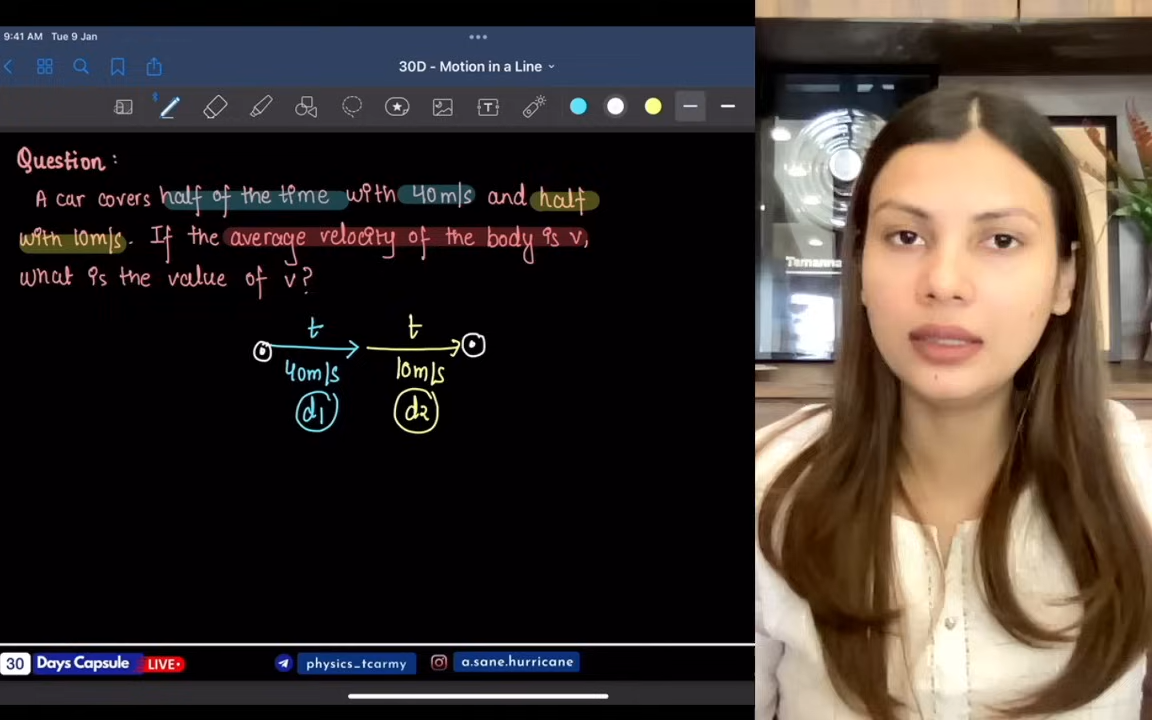 9:41 AM Tue 9 Jan
30D - Motion in a Line
T
Question :
A car covers half of the time with 40m/s and half
with 10m/s. If the average velocity of the body is v,
what is the value of v?
t t
40m/s 10m/s
d1 d2
30 Days Capsule LIVE
physics_tcarmy
a.sane.hurricane